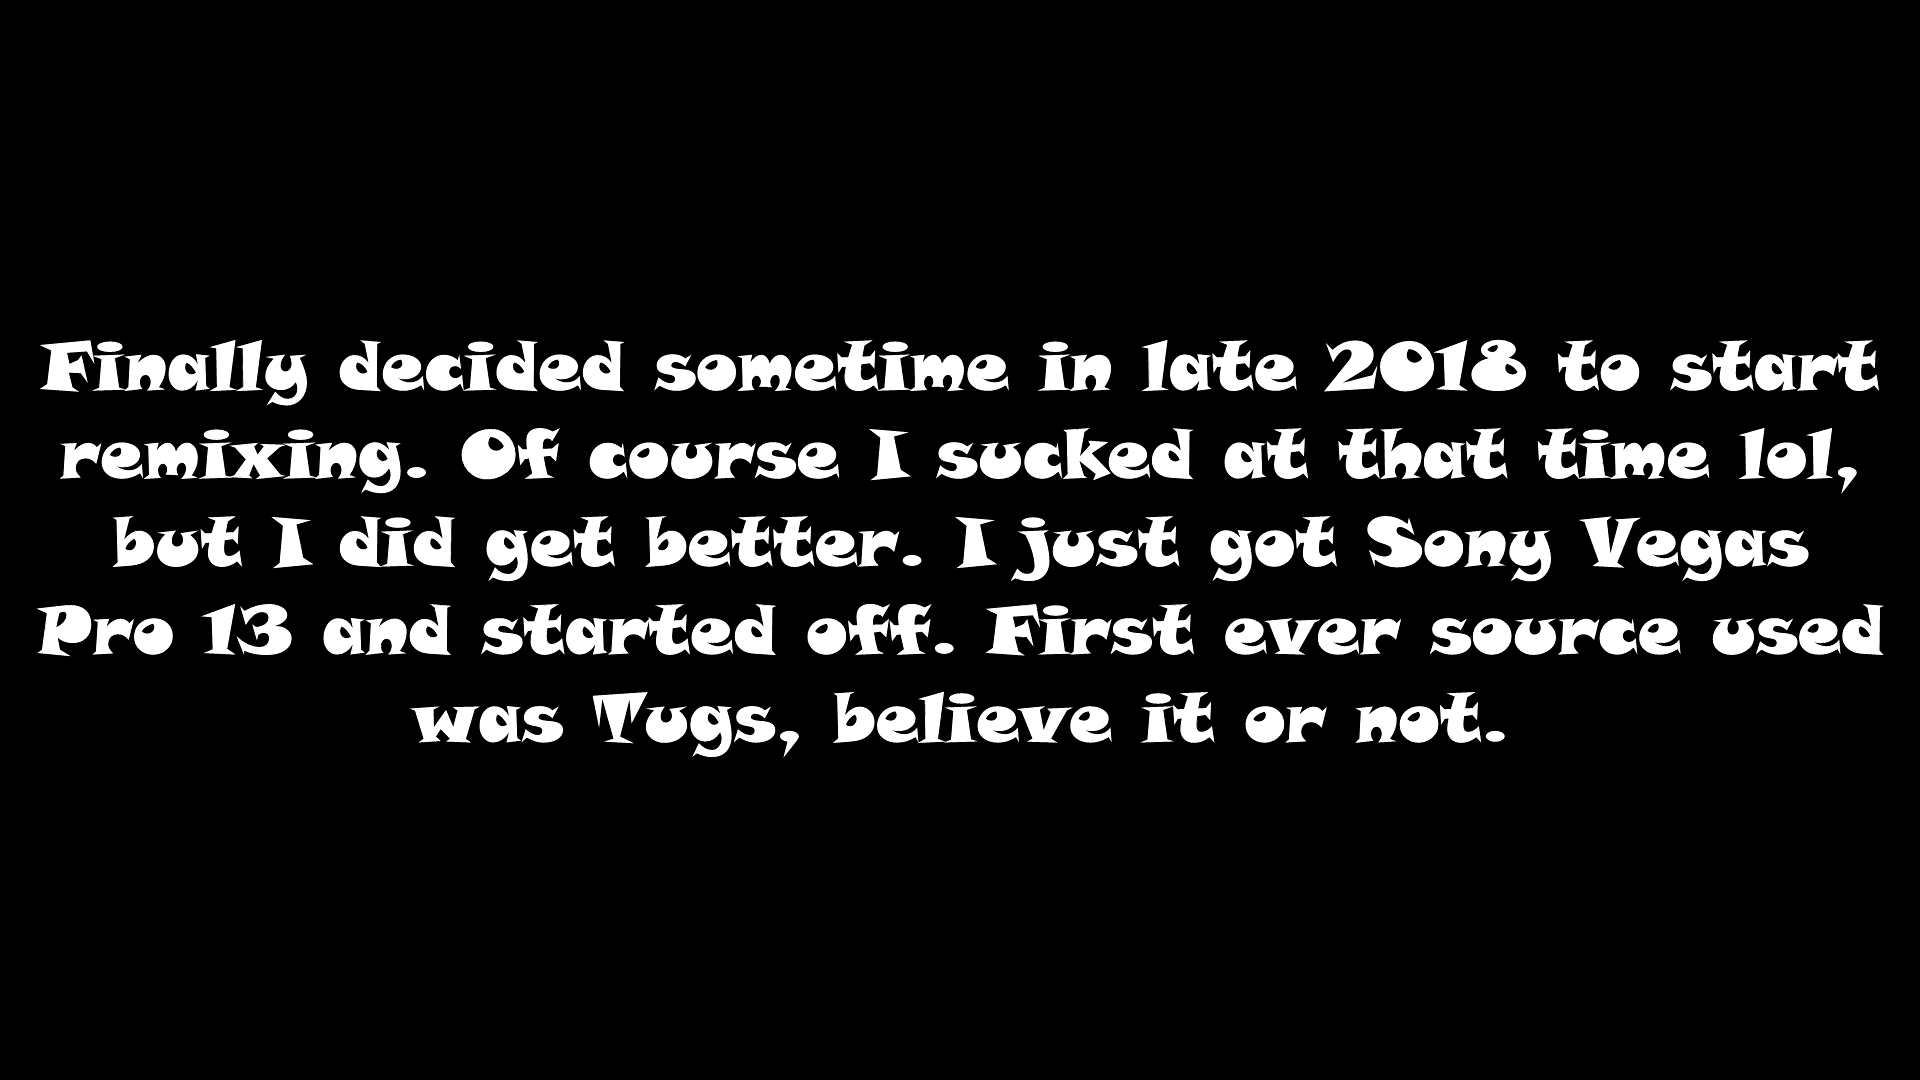 Finally decided sometime in late 2018 to start
remixing. Of course I sucked at that time lol,
but I did get better. I just got Sony Vegas
Pro 13 and started off. First ever source used
was Tugs, believe it or not.